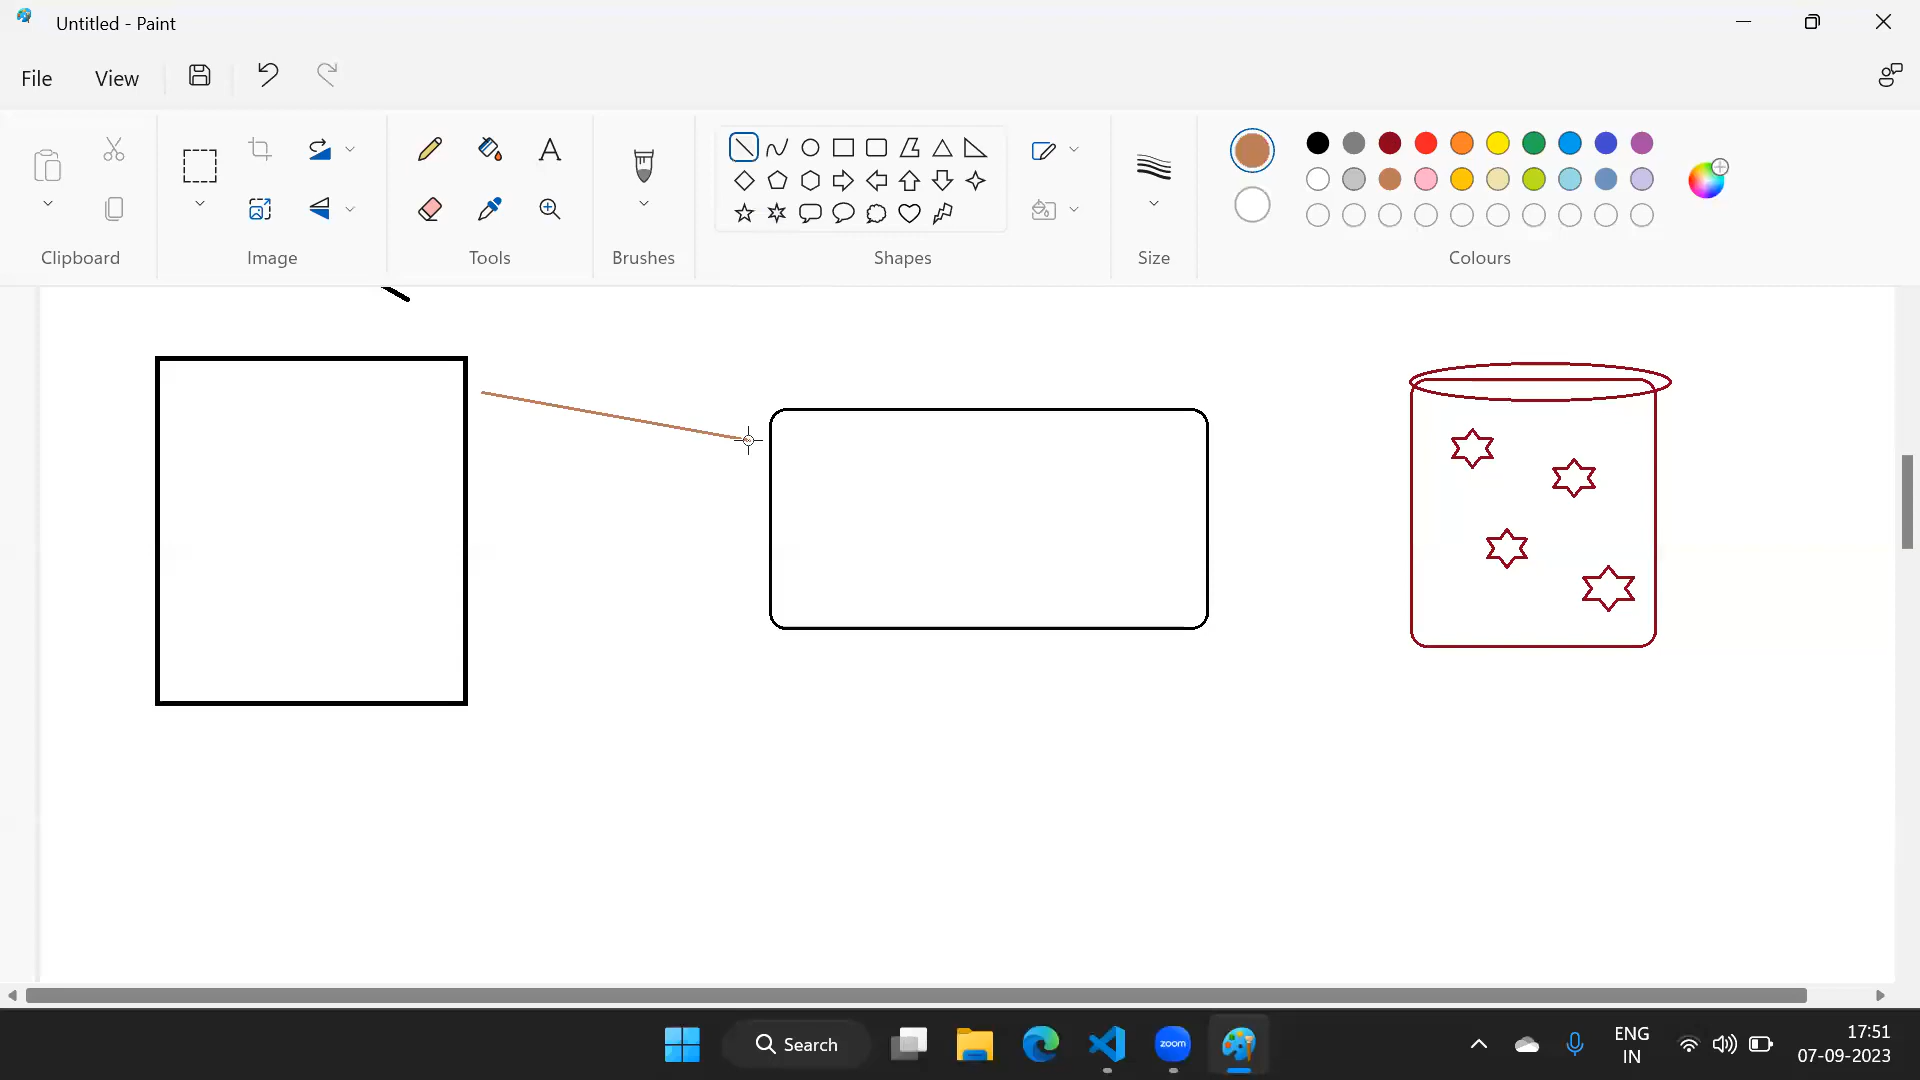 Untitled - Paint
File
View
Clipboard
Image
Tools
Brushes
Shapes
Size
Colours
Search
zoom
ENG
IN
17:51
07-09-2023